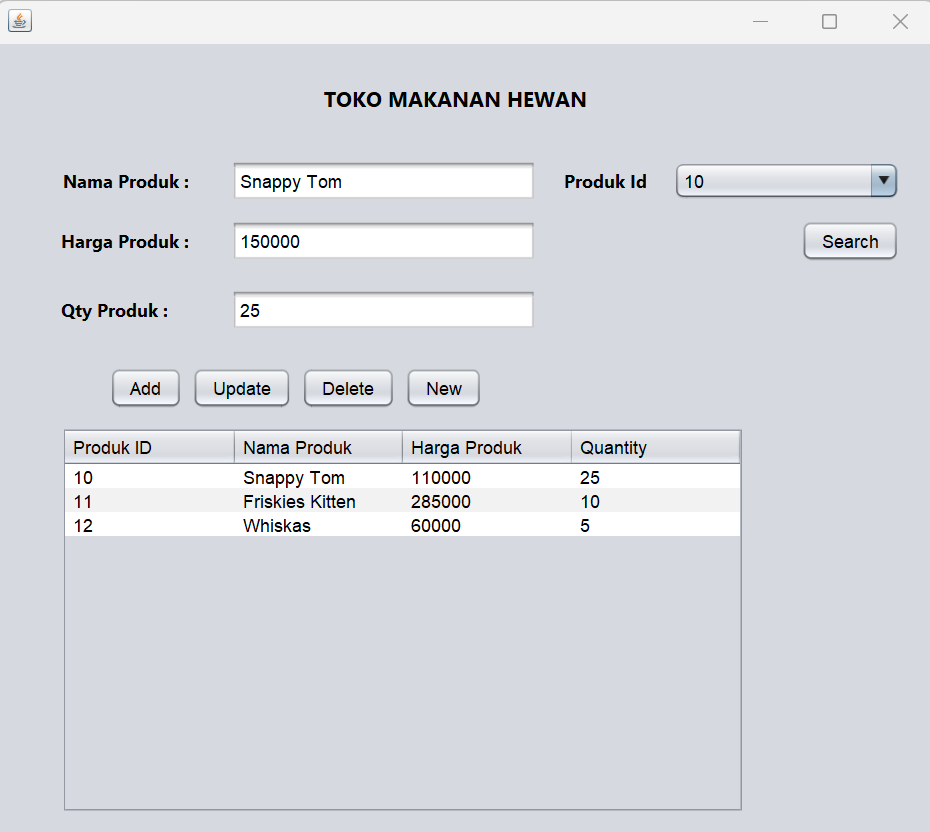 TOKO MAKANAN HEWAN
Nama Produk : Snappy Tom Produk Id 10
Harga Produk : 150000 Search
Qty Produk : 25
Add Update Delete New
Produk ID Nama Produk Harga Produk Quantity
10 Snappy Tom 110000 25
11 Friskies Kitten 285000 10
12 Whiskas 60000 5